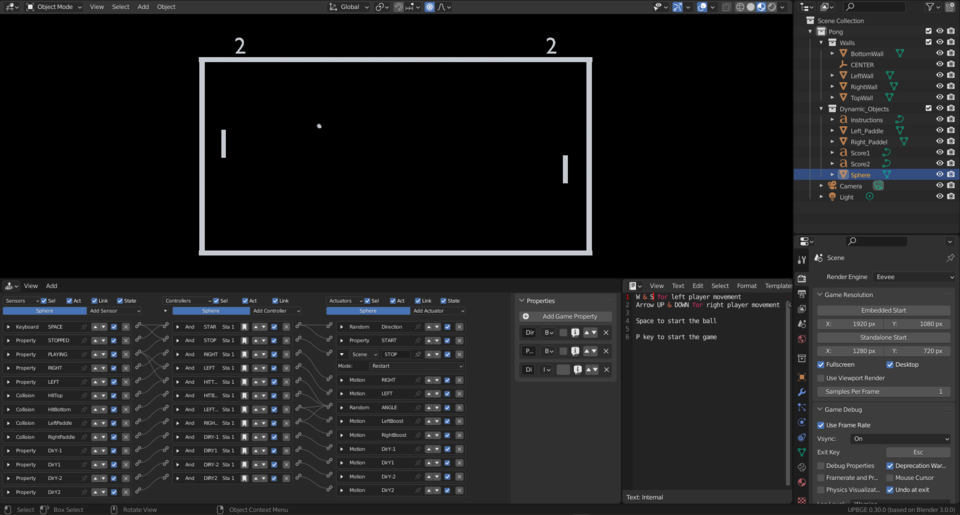 Object Mode View Select Add Object Global
2 2
Scene Collection
Pong
Walls
BottomWall
CENTER
LeftWall
RightWall
TopWall
Dynamic_Objects
Instructions
Left_Paddle
Right_Paddel
Score1
Score2
Sphere
Camera
Light
View Add
Sensors Sel Act Link State
Sphere Add Sensor
Keyboard SPACE
Property STOPPED
Property PLAYING
Property RIGHT
Property LEFT
Collision HitTop
Collision HitBottom
Collision LeftPaddle
Collision RightPaddle
Property DirY-1
Property DirY1
Property DirY-2
Property DirY2
Controllers Sel Act Link
Sphere Add Controller
And STAR Sta 1
And STOP Sta 1
And RIGHT Sta 1
And LEFT Sta 1
And HITT... Sta 1
And HITB... Sta 1
And LEFT... Sta 1
And RIGH... Sta 1
And DIRY-1 Sta 1
And DIRY1 Sta 1
And DIRY-2 Sta 1
And DIRY2 Sta 1
Actuators Sel Act Link State
Sphere Add Actuator
Random Direction
Property START
Scene STOP
Mode: Restart
Motion RIGHT
Motion LEFT
Random ANGLE
Motion LeftBoost
Motion RightBoost
Motion DirY-1
Motion DirY1
Motion DirY-2
Motion DirY2
Properties
Add Game Property
Dir B
P... B
Di I
View Text Edit Select Format Templates
1 W & S for left player movement
2 Arrow UP & DOWN for right player movement
3
4 Space to start the ball
5
6 P key to start the game
Text: Internal
Scene
Render Engine Eevee
Game Resolution
Embedded Start
X: 1920 px Y: 1080 px
Standalone Start
X: 1280 px Y: 720 px
Fullscreen Desktop
Use Viewport Render
Samples Per Frame 1
Game Debug
Use Frame Rate
Vsync: On
Exit Key Esc
Debug Properties Deprecation War...
Framerate and Pr... Mouse Cursor
Physics Visualizat... Undo at exit
Select Box Select Rotate View Object Context Menu UPBGE 0.30.0 (based on Blender 3.0.0)